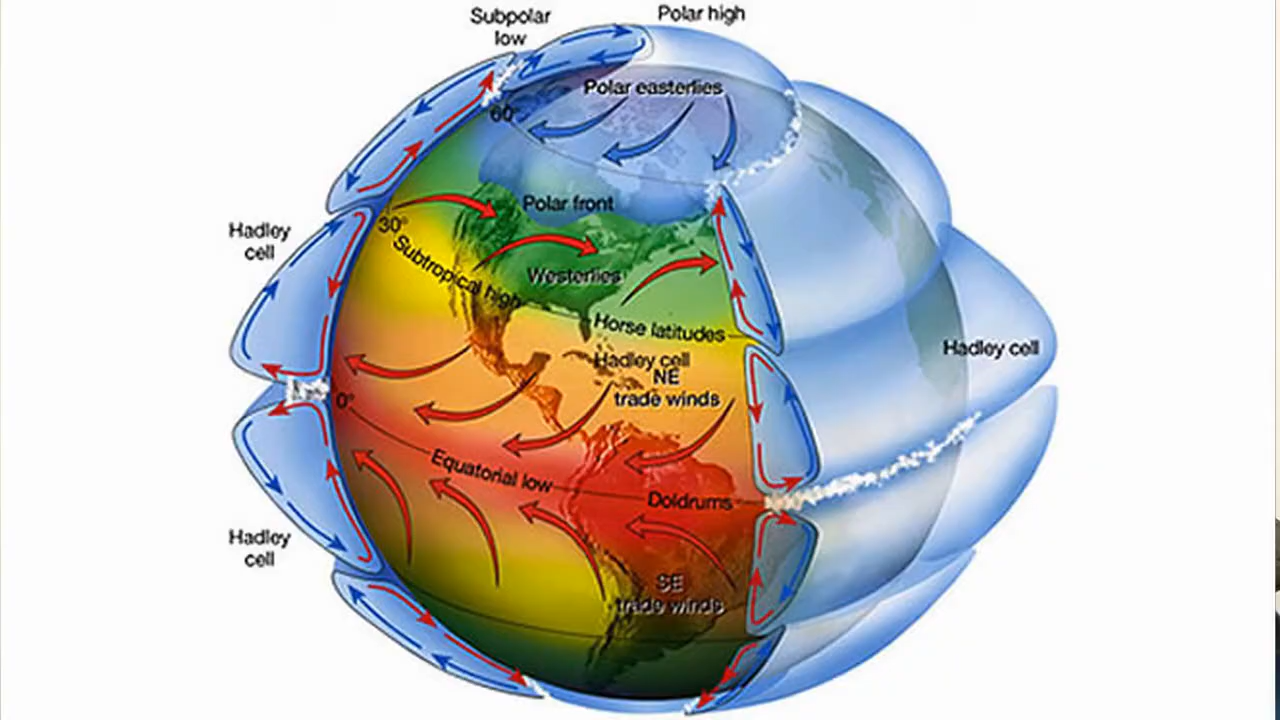 Subpolar
low
Polar high
Polar easterlies
60°
Polar front
Hadley
cell
30°
Subtropical high
Westerlies
Horse latitudes
Hadley cell
Hadley cell
NE
trade winds
0°
Equatorial low
Doldrums
Hadley
cell
SE
trade winds